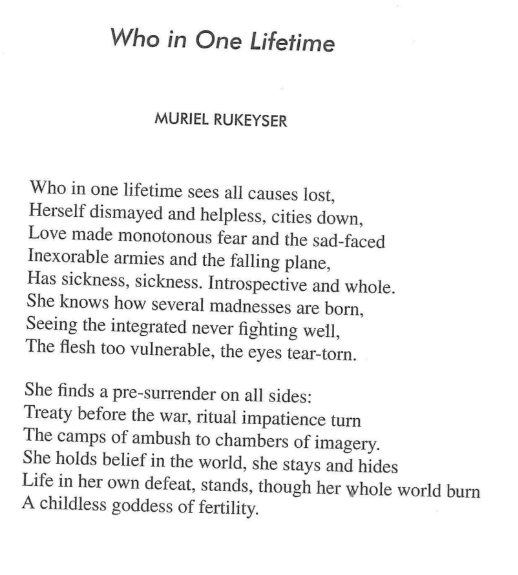 Who in One Lifetime
MURIEL RUKEYSER
Who in one lifetime sees all causes lost,
Herself dismayed and helpless, cities down,
Love made monotonous fear and the sad-faced
Inexorable armies and the falling plane,
Has sickness, sickness. Introspective and whole.
She knows how several madnesses are born,
Seeing the integrated never fighting well,
The flesh too vulnerable, the eyes tear-torn.
She finds a pre-surrender on all sides:
Treaty before the war, ritual impatience turn
The camps of ambush to chambers of imagery.
She holds belief in the world, she stays and hides
Life in her own defeat, stands, though her whole world burn
A childless goddess of fertility.